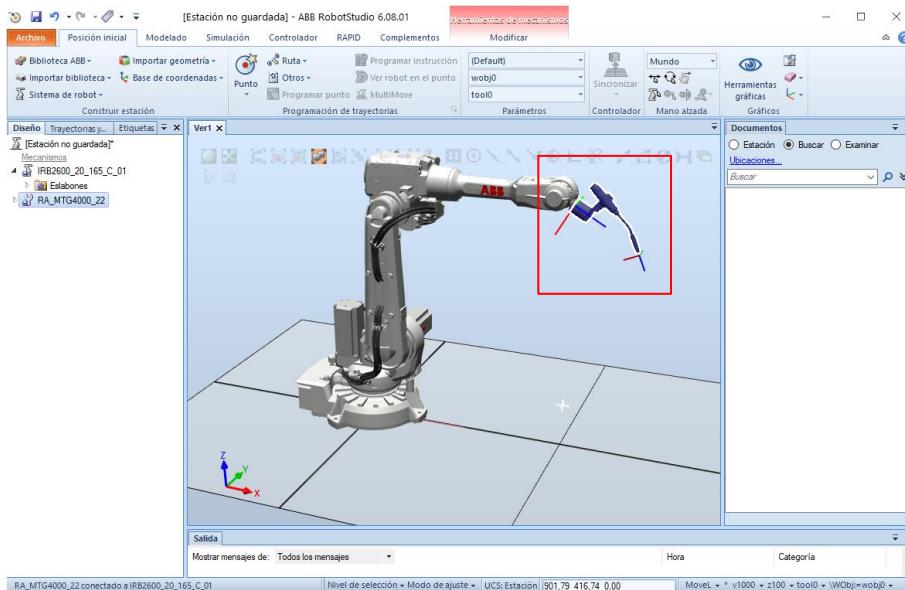 [Estación no guardada] - ABB RobotStudio 6.08.01
Herramientas de mecanismos
Archivo Posición inicial Modelado Simulación Controlador RAPID Complementos Modificar
Biblioteca ABB Importar geometría Ruta Programar instrucción (Default) Mundo
Importar biblioteca Base de coordenadas Punto Otros Ver robot en el punto wobj0 Sincronizar Herramientas gráficas
Sistema de robot Programar punto MultiMove tool0
Construir estación Programación de trayectorias Parámetros Controlador Mano alzada Gráficos
Diseño Trayectorias y... Etiquetas Ver1 Documentos
[Estación no guardada]* Estación Buscar Examinar
Mecanismos Ubicaciones...
IRB2600_20_165_C_01 Buscar
Eslabones
RA_MTG4000_22
ABB
Z
Y
X
Salida
Mostrar mensajes de: Todos los mensajes Hora Categoría
RA_MTG4000_22 conectado a IRB2600_20_165_C_01 Nivel de selección Modo de ajuste UCS: Estación 901,79 416,74 0,00 MoveL * v1000 z100 tool0 \WObj:=wobj0